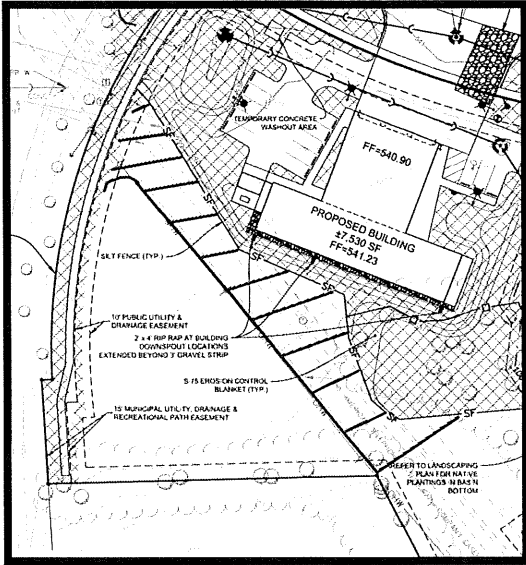 TEMPORARY CONCRETE
WASHOUT AREA
FF=540.90
PROPOSED BUILDING
±7,530 SF
FF=541.23
SF
SF
SILT FENCE (TYP.)
SF
SF
10' PUBLIC UTILITY &
DRAINAGE EASEMENT
2' x 4' RIP RAP AT BUILDING
DOWNSPOUT LOCATIONS
EXTENDED BEYOND 3' GRAVEL STRIP
SF
S-75 EROSION CONTROL
BLANKET (TYP.)
15' MUNICIPAL UTILITY, DRAINAGE &
RECREATIONAL PATH EASEMENT
SF
SF
REFER TO LANDSCAPING
PLAN FOR NATIVE
PLANTINGS IN BASIN
BOTTOM